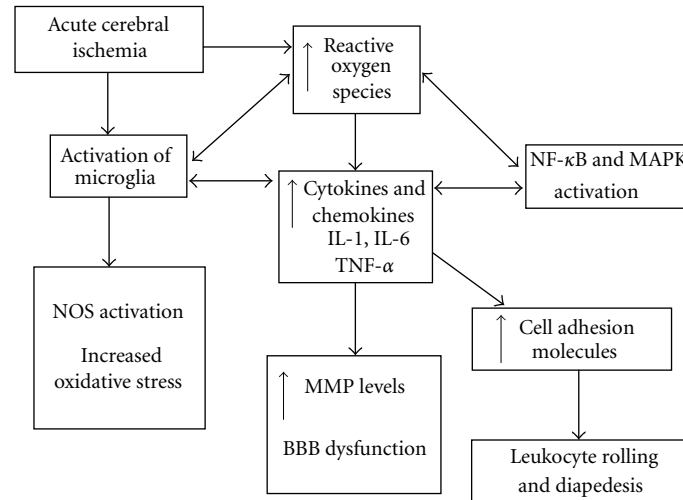 Acute cerebral
ischemia
Reactive
oxygen
species
Activation of
microglia
Cytokines and
chemokines
IL-1, IL-6
TNF-α
NF-κB and MAPK
activation
NOS activation
Increased
oxidative stress
MMP levels
BBB dysfunction
Cell adhesion
molecules
Leukocyte rolling
and diapedesis